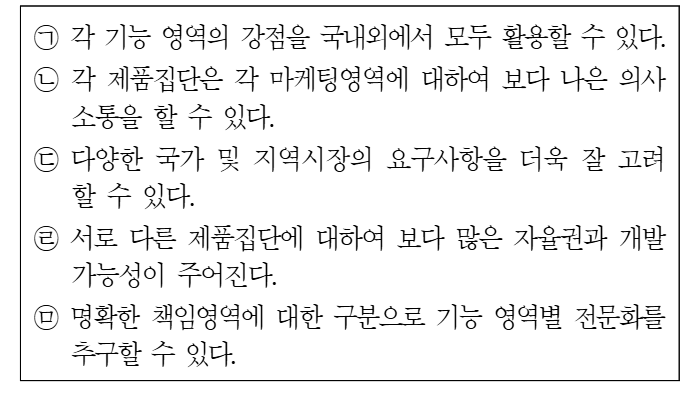 ㉠ 각 기능 영역의 강점을 국내외에서 모두 활용할 수 있다.
㉡ 각 제품집단은 각 마케팅영역에 대하여 보다 나은 의사
소통을 할 수 있다.
㉢ 다양한 국가 및 지역시장의 요구사항을 더욱 잘 고려
할 수 있다.
㉣ 서로 다른 제품집단에 대하여 보다 많은 자율권과 개발
가능성이 주어진다.
㉤ 명확한 책임영역에 대한 구분으로 기능 영역별 전문화를
추구할 수 있다.